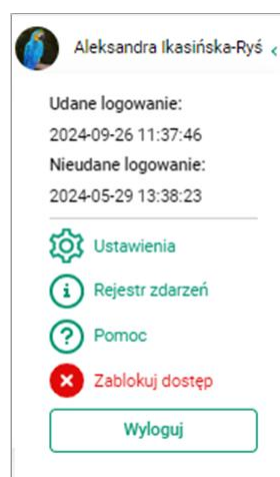 Aleksandra Ikasińska-Ryś
Udane logowanie:
2024-09-26 11:37:46
Nieudane logowanie:
2024-05-29 13:38:23
Ustawienia
Rejestr zdarzeń
Pomoc
Zablokuj dostęp
Wyloguj